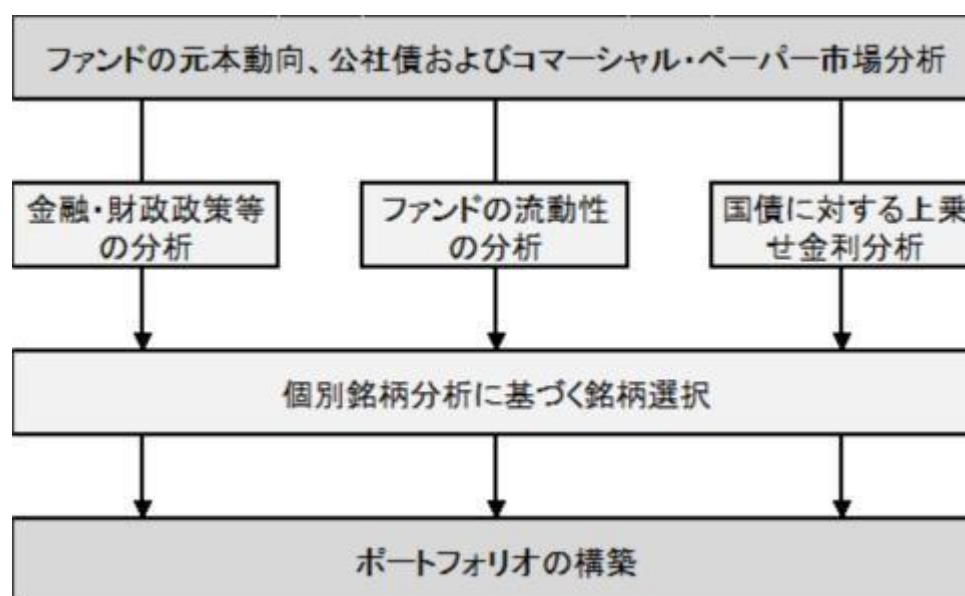 ファンドの元本動向、公社債およびコマーシャル・ペーパー市場分析
金融・財政政策等
の分析
ファンドの流動性
の分析
国債に対する上乗
せ金利分析
個別銘柄分析に基づく銘柄選択
ポートフォリオの構築